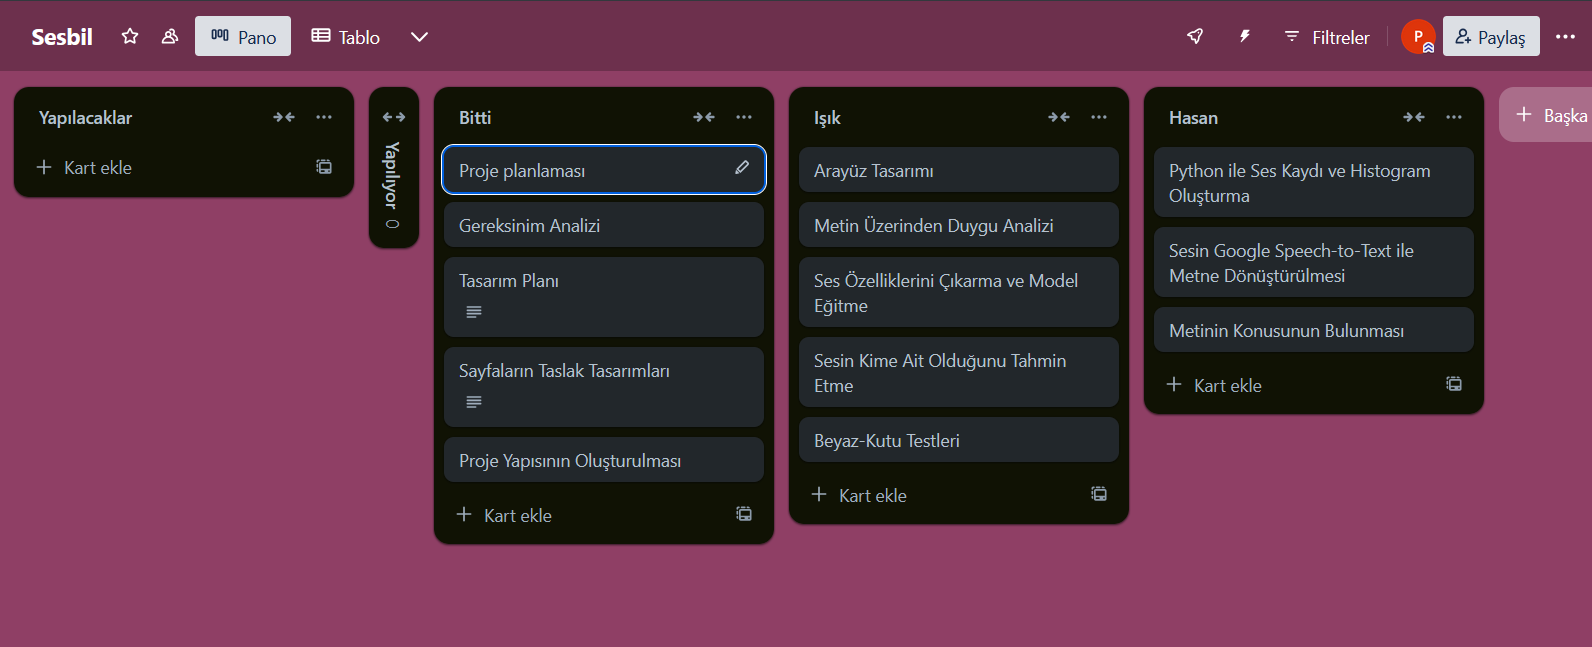 Sesbil
Pano
Tablo
Filtreler
P
Paylaş
Yapılacaklar
Kart ekle
Yapılıyor 0
Bitti
Proje planlaması
Gereksinim Analizi
Tasarım Planı
Sayfaların Taslak Tasarımları
Proje Yapısının Oluşturulması
Kart ekle
Işık
Arayüz Tasarımı
Metin Üzerinden Duygu Analizi
Ses Özelliklerini Çıkarma ve Model
Eğitme
Sesin Kime Ait Olduğunu Tahmin
Etme
Beyaz-Kutu Testleri
Kart ekle
Hasan
Python ile Ses Kaydı ve Histogram
Oluşturma
Sesin Google Speech-to-Text ile
Metne Dönüştürülmesi
Metinin Konusunun Bulunması
Kart ekle
Başka